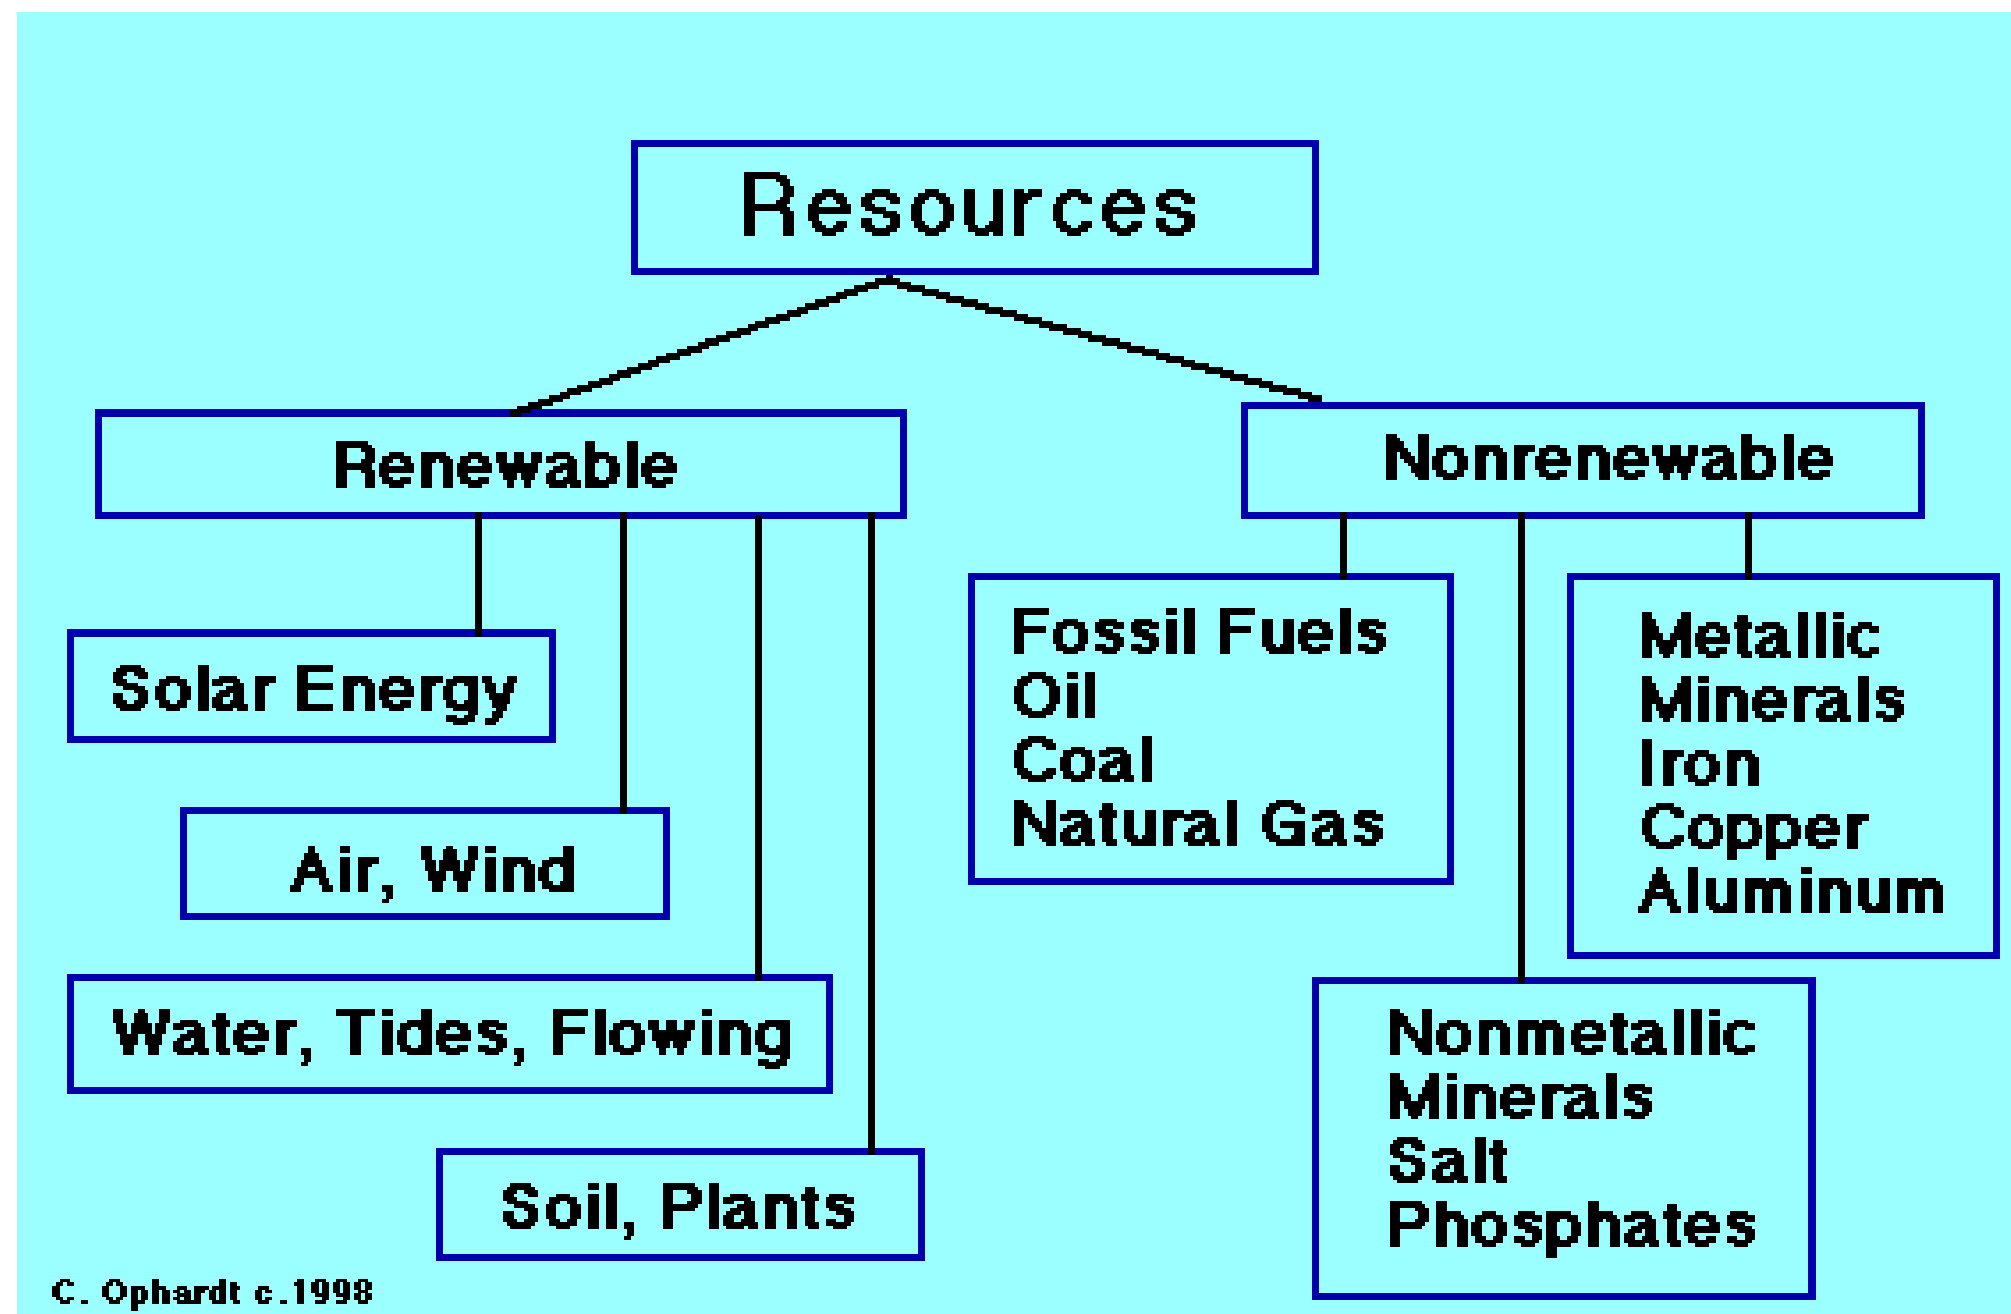 Resources
Renewable
Nonrenewable
Solar Energy
Air, Wind
Water, Tides, Flowing
Soil, Plants
Fossil Fuels
Oil
Coal
Natural Gas
Metallic
Minerals
Iron
Copper
Aluminum
Nonmetallic
Minerals
Salt
Phosphates
C. Ophardt c.1998